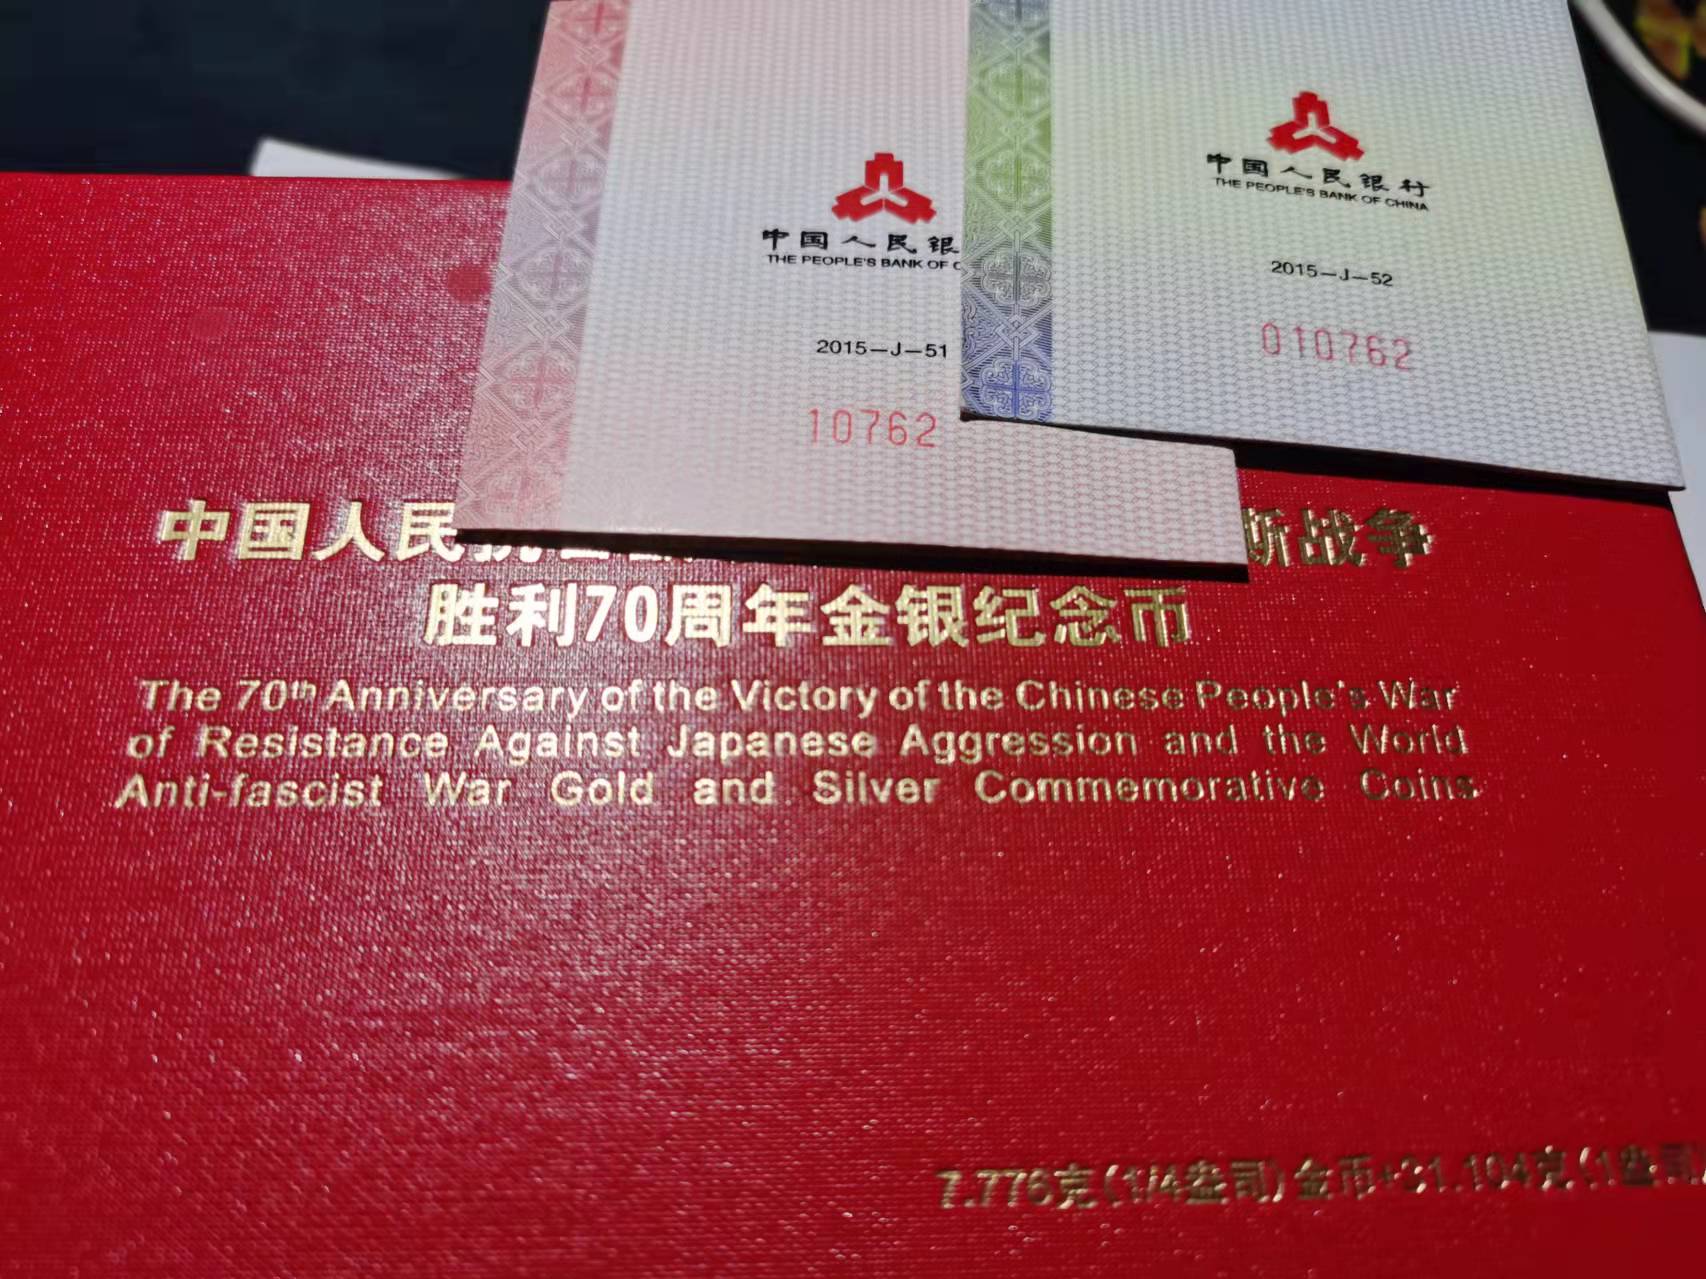 中国人民银
THE PEOPLE'S BANK OF C
2015－J－51
10762
中国人民银行
THE PEOPLE'S BANK OF CHINA
2015－J－52
010762
中国人民 斯战争
胜利70周年金银纪念币
The 70th Anniversary of the Victory of the Chinese People's War
of Resistance Against Japanese Aggression and the World
Anti-fascist War Gold and Silver Commemorative Coins
7.776克(1/4盎司)金币+31.104克(1盎司)